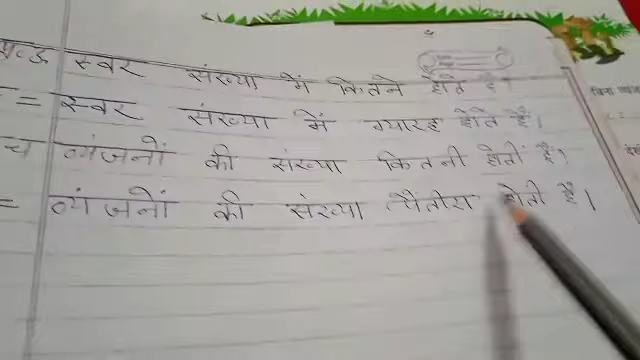 स्वर संख्या में कितने होते हैं?
= स्वर संख्या में ग्यारह होते हैं।
च व्यंजनों की संख्या कितनी होती है?
= व्यंजनों की संख्या तैंतीस होती है।
बिना